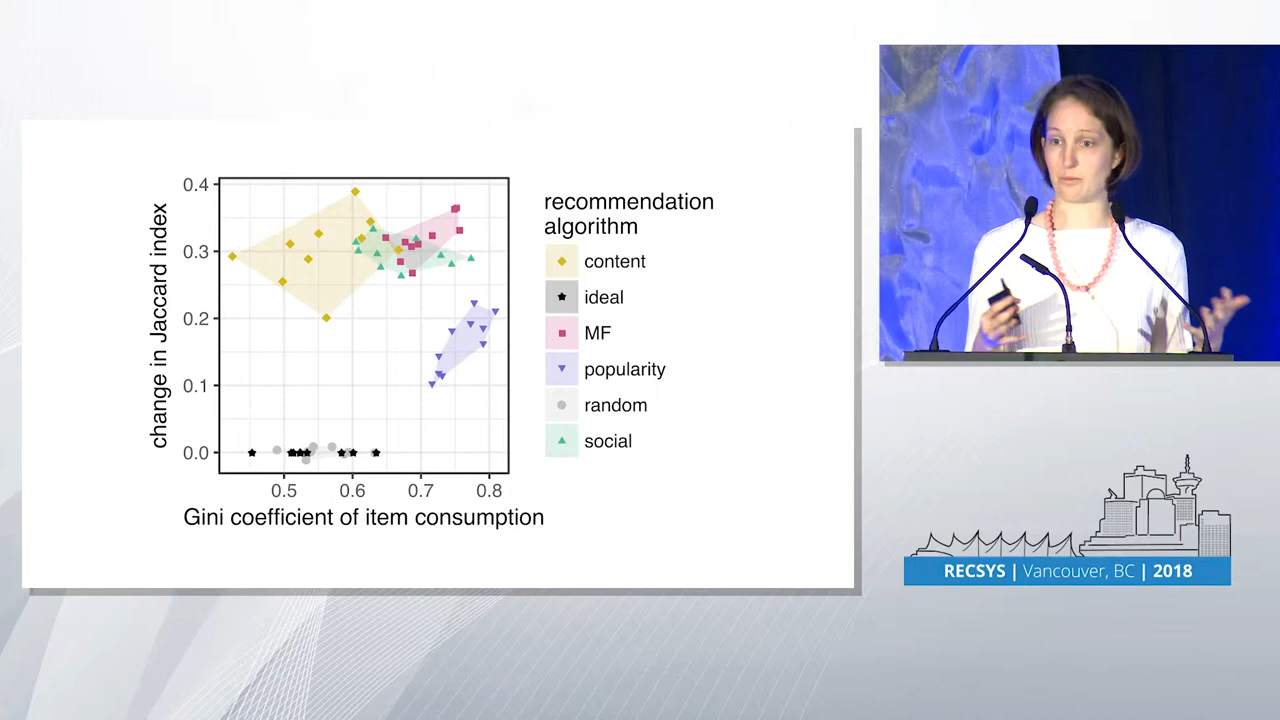 0.4
0.3
0.2
0.1
0.0
change in Jaccard index
0.5 0.6 0.7 0.8
Gini coefficient of item consumption
recommendation
algorithm
content
ideal
MF
popularity
random
social
RECSYS | Vancouver, BC | 2018